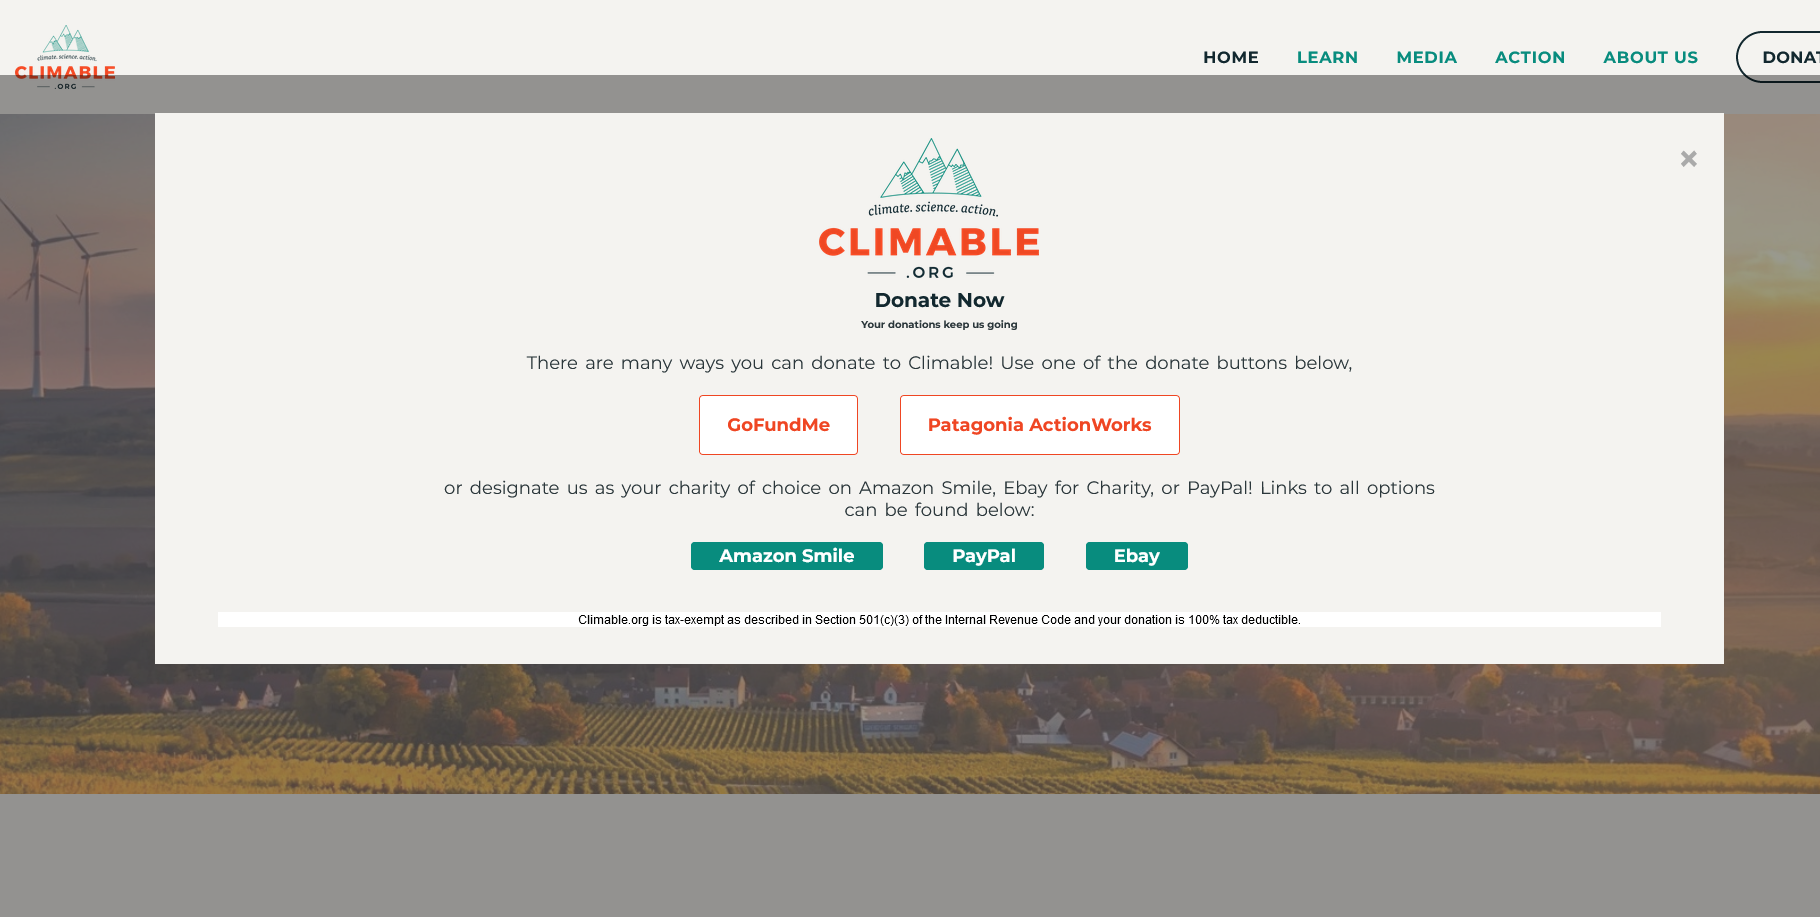 climate. science. action.
CLIMABLE
.ORG
HOME
LEARN
MEDIA
ACTION
ABOUT US
climate. science. action.
CLIMABLE
.ORG
Donate Now
Your donations keep us going
There are many ways you can donate to Climable! Use one of the donate buttons below,
GoFundMe
Patagonia ActionWorks
or designate us as your charity of choice on Amazon Smile, Ebay for Charity, or PayPal! Links to all options
can be found below:
Amazon Smile
PayPal
Ebay
Climable.org is tax-exempt as described in Section 501(c)(3) of the Internal Revenue Code and your donation is 100% tax deductible.